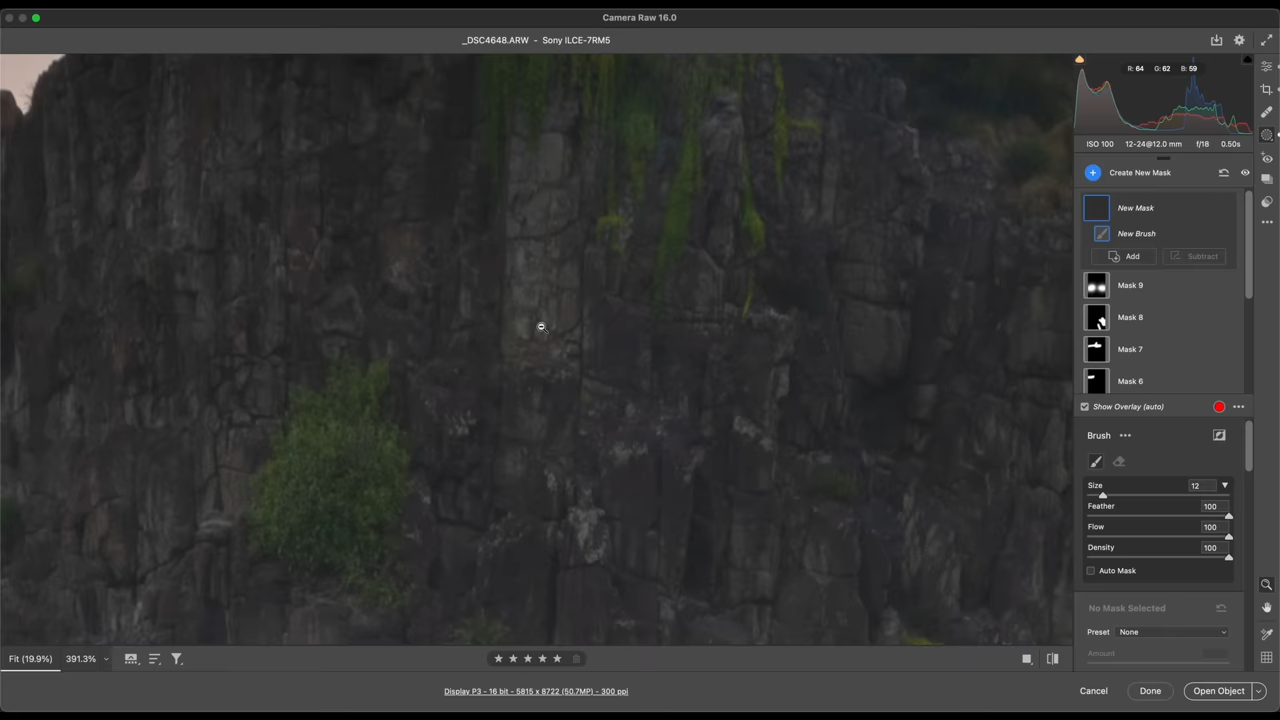 Camera Raw 16.0
_DSC4648.ARW - Sony ILCE-7RM5
R: 64 G: 62 B: 59
ISO 100 12-24@12.0 mm f/18 0.50s
Create New Mask
New Mask
New Brush
Add Subtract
Mask 9
Mask 8
Mask 7
Mask 6
Show Overlay (auto)
Brush
Size 12
Feather 100
Flow 100
Density 100
Auto Mask
No Mask Selected
Preset None
Amount
Fit (19.9%) 391.3%
Display P3 - 16 bit - 5815 x 8722 (50.7MP) - 300 ppi
Cancel Done Open Object